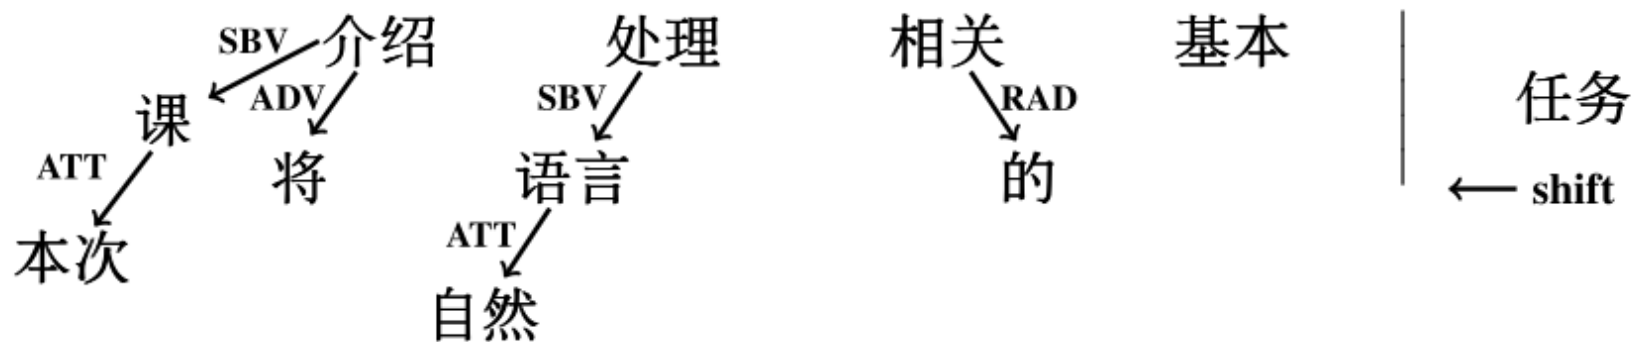 SBV 介绍 处理 相关 基本
课 ADV SBV RAD 任务
ATT 将 语言 的 shift
本次 ATT
自然